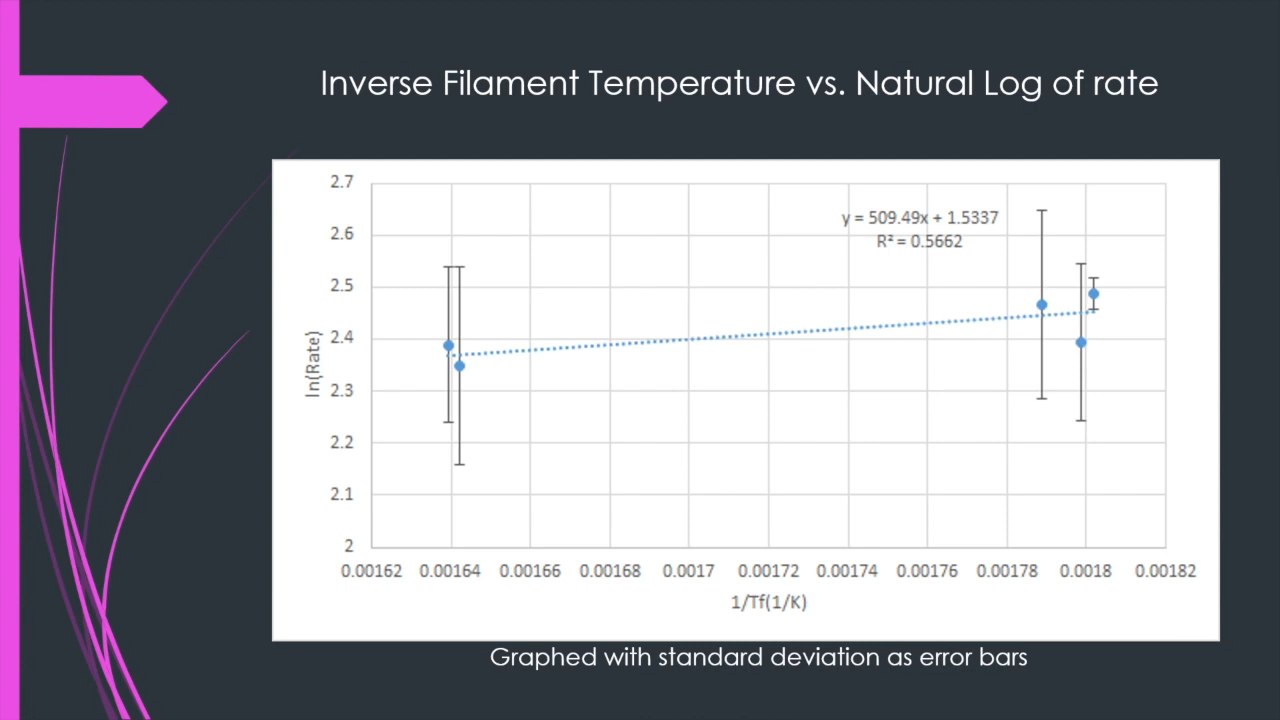 Inverse Filament Temperature vs. Natural Log of rate
2.7
2.6
2.5
2.4
2.3
2.2
2.1
2
ln(Rate)
y = 509.49x + 1.5337
R² = 0.5662
0.00162 0.00164 0.00166 0.00168 0.0017 0.00172 0.00174 0.00176 0.00178 0.0018 0.00182
1/Tf(1/K)
Graphed with standard deviation as error bars